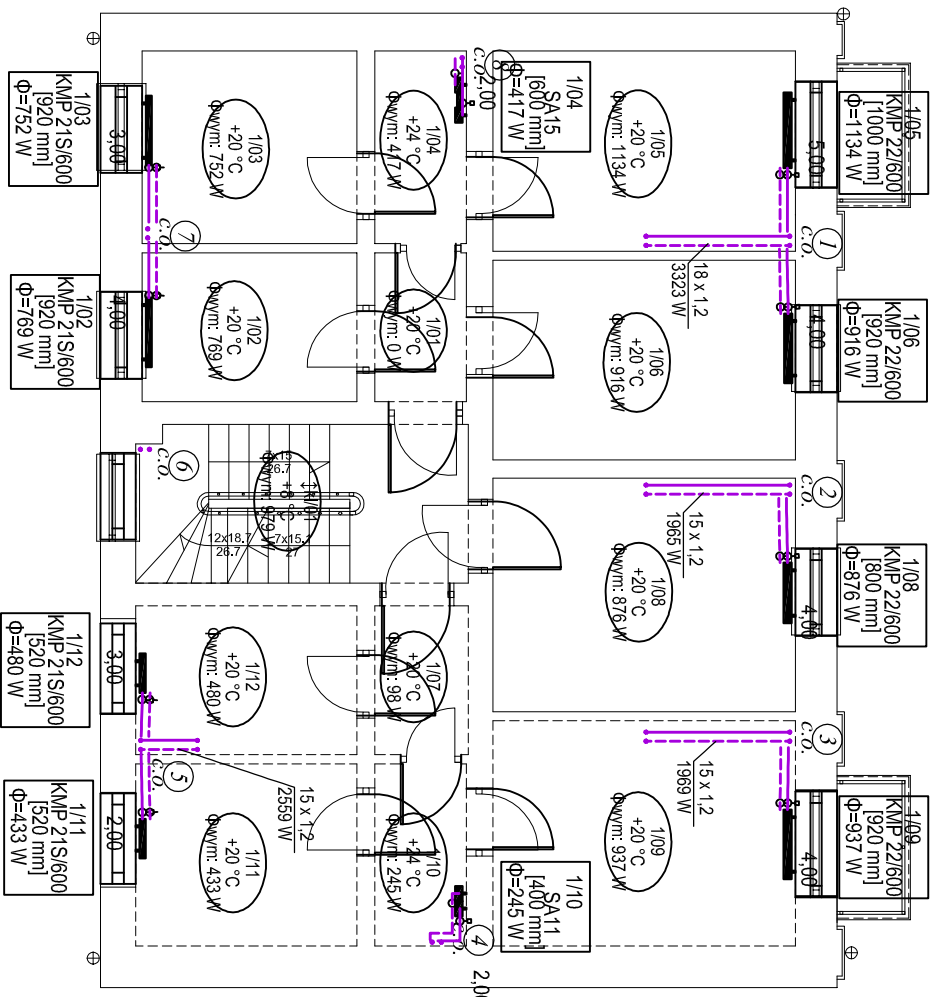 1/05
KMP 22/600
[1000 mm]
Φ=1134 W
5,00
1/06
KMP 22/600
[920 mm]
Φ=916 W
4,00
1/08
KMP 22/600
[800 mm]
Φ=876 W
4,00
1/09
KMP 22/600
[920 mm]
Φ=937 W
4,00
1
c.o.
2
c.o.
3
c.o.
18 x 1,2
3323 W
15 x 1,2
1965 W
15 x 1,2
1969 W
1/05
+20 °C
Φwym: 1134 W
1/06
+20 °C
Φwym: 916 W
1/08
+20 °C
Φwym: 876 W
1/09
+20 °C
Φwym: 937 W
1/04
SA15
[600 mm]
Φ=417 W
8
c.o.
2,00
1/10
SA11
[400 mm]
Φ=245 W
4
1/04
+24 °C
Φwym: 417 W
1/01
+20 °C
Φwym: 0 W
1/07
+20 °C
Φwym: 98 W
1/10
+24 °C
Φwym: 245 W
26.7
+8 °C
Φwym: 979 W
12x18.7
26.7
7x15.1
27
15 x 1,2
2559 W
1/03
+20 °C
Φwym: 752 W
1/02
+20 °C
Φwym: 769 W
1/12
+20 °C
Φwym: 480 W
1/11
+20 °C
Φwym: 433 W
7
c.o.
6
c.o.
5
c.o.
3,00
4,00
3,00
2,00
1/03
KMP 21S/600
[920 mm]
Φ=752 W
1/02
KMP 21S/600
[920 mm]
Φ=769 W
1/12
KMP 21S/600
[520 mm]
Φ=480 W
1/11
KMP 21S/600
[520 mm]
Φ=433 W